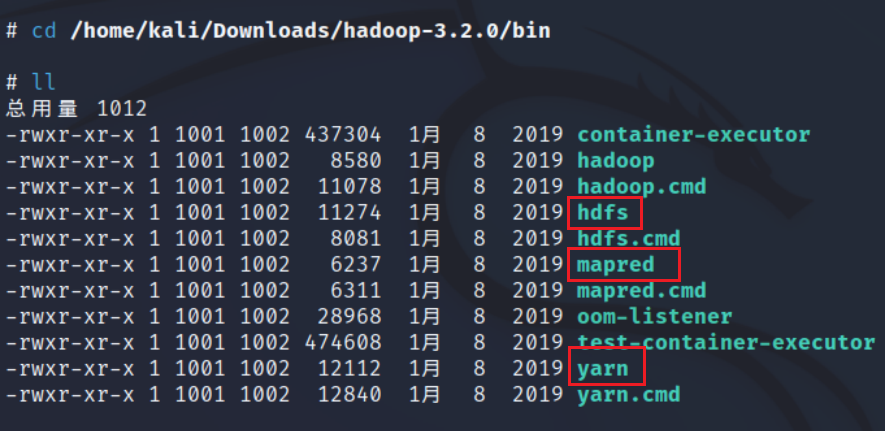 # cd /home/kali/Downloads/hadoop-3.2.0/bin
# ll
总用量 1012
-rwxr-xr-x 1 1001 1002 437304 1月 8 2019 container-executor
-rwxr-xr-x 1 1001 1002 8580 1月 8 2019 hadoop
-rwxr-xr-x 1 1001 1002 11078 1月 8 2019 hadoop.cmd
-rwxr-xr-x 1 1001 1002 11274 1月 8 2019 hdfs
-rwxr-xr-x 1 1001 1002 8081 1月 8 2019 hdfs.cmd
-rwxr-xr-x 1 1001 1002 6237 1月 8 2019 mapred
-rwxr-xr-x 1 1001 1002 6311 1月 8 2019 mapred.cmd
-rwxr-xr-x 1 1001 1002 28968 1月 8 2019 oom-listener
-rwxr-xr-x 1 1001 1002 474608 1月 8 2019 test-container-executor
-rwxr-xr-x 1 1001 1002 12112 1月 8 2019 yarn
-rwxr-xr-x 1 1001 1002 12840 1月 8 2019 yarn.cmd